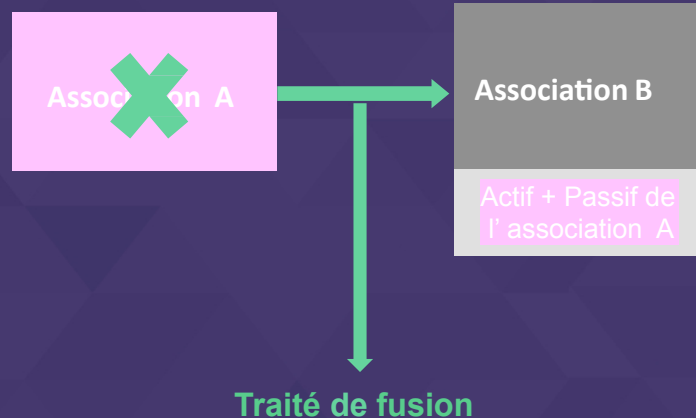 Association A
Association B
Actif + Passif de
l’ association A
Traité de fusion